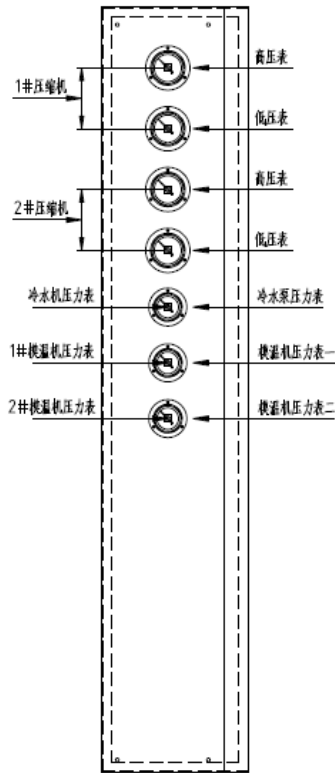 高压表
1#压缩机
低压表
高压表
2#压缩机
低压表
冷水机压力表
冷水泵压力表
1#模温机压力表
模温机压力表一
2#模温机压力表
模温机压力表二